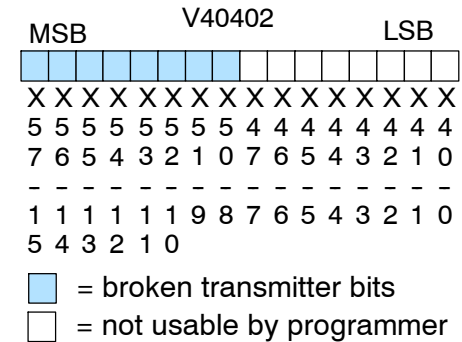 V40402
MSB LSB
X X X X X X X X X X X X X X X X
5 5 5 5 5 5 5 5 4 4 4 4 4 4 4 4
7 6 5 4 3 2 1 0 7 6 5 4 3 2 1 0
- - - - - - - - - - - - - - - -
1 1 1 1 1 1 9 8 7 6 5 4 3 2 1 0
5 4 3 2 1 0
= broken transmitter bits
= not usable by programmer